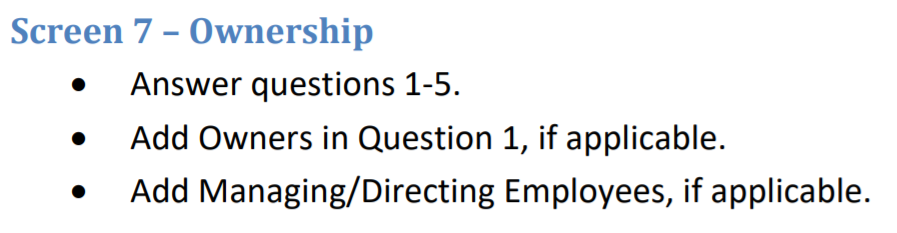 Screen 7 – Ownership
• Answer questions 1-5.
• Add Owners in Question 1, if applicable.
• Add Managing/Directing Employees, if applicable.